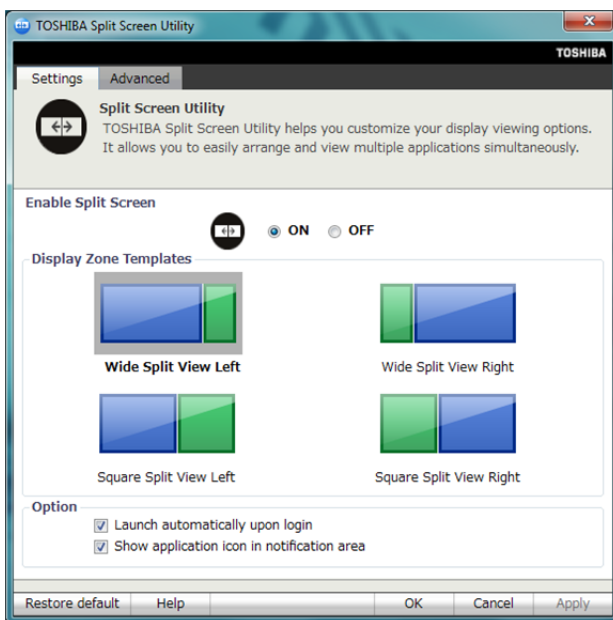 TOSHIBA Split Screen Utility
TOSHIBA
Settings Advanced
Split Screen Utility
TOSHIBA Split Screen Utility helps you customize your display viewing options.
It allows you to easily arrange and view multiple applications simultaneously.
Enable Split Screen
ON OFF
Display Zone Templates
Wide Split View Left Wide Split View Right
Square Split View Left Square Split View Right
Option
Launch automatically upon login
Show application icon in notification area
Restore default Help OK Cancel Apply